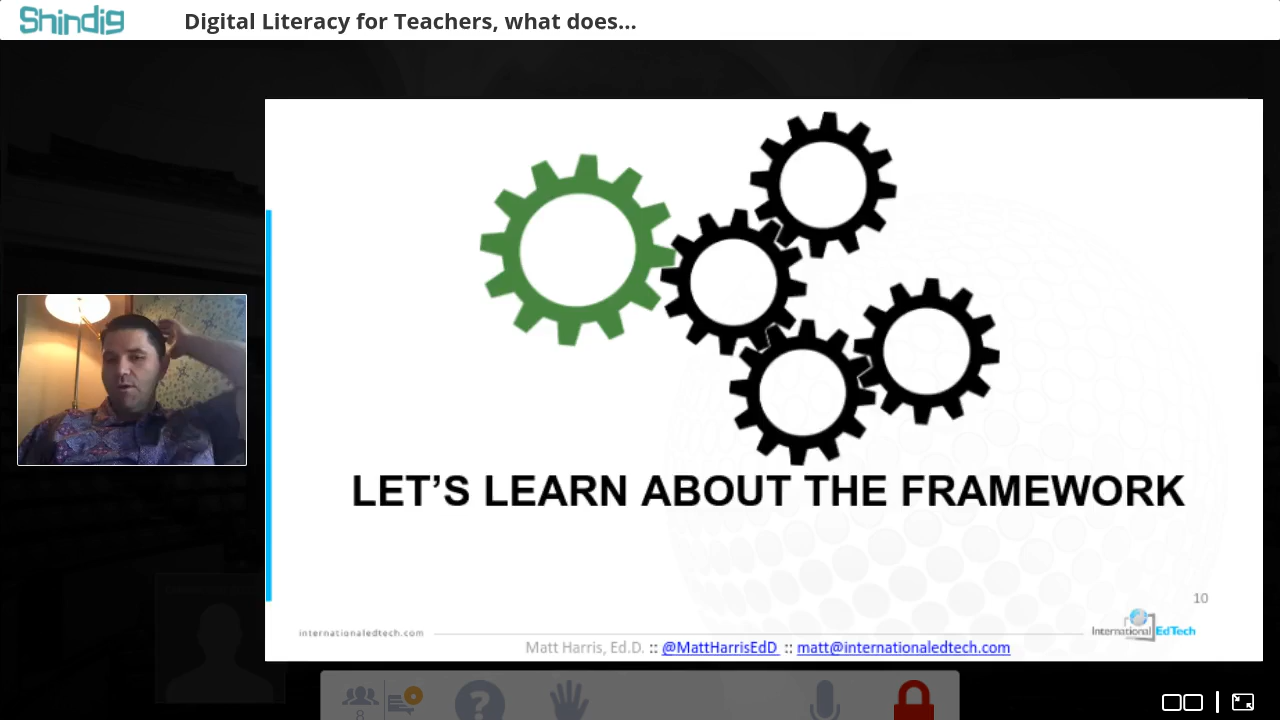 Shindig
Digital Literacy for Teachers, what does...
LET’S LEARN ABOUT THE FRAMEWORK
10
internationaledtech.com
International EdTech
Matt Harris, Ed.D. :: @MattHarrisEdD :: matt@internationaledtech.com
8
?